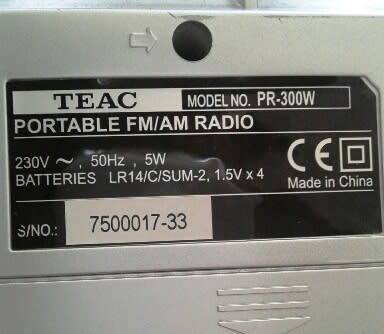 TEAC MODEL NO. PR-300W
PORTABLE FM/AM RADIO
230V ~, 50Hz , 5W
BATTERIES LR14/C/SUM-2, 1.5V x 4
CE
Made in China
S/NO.: 7500017-33